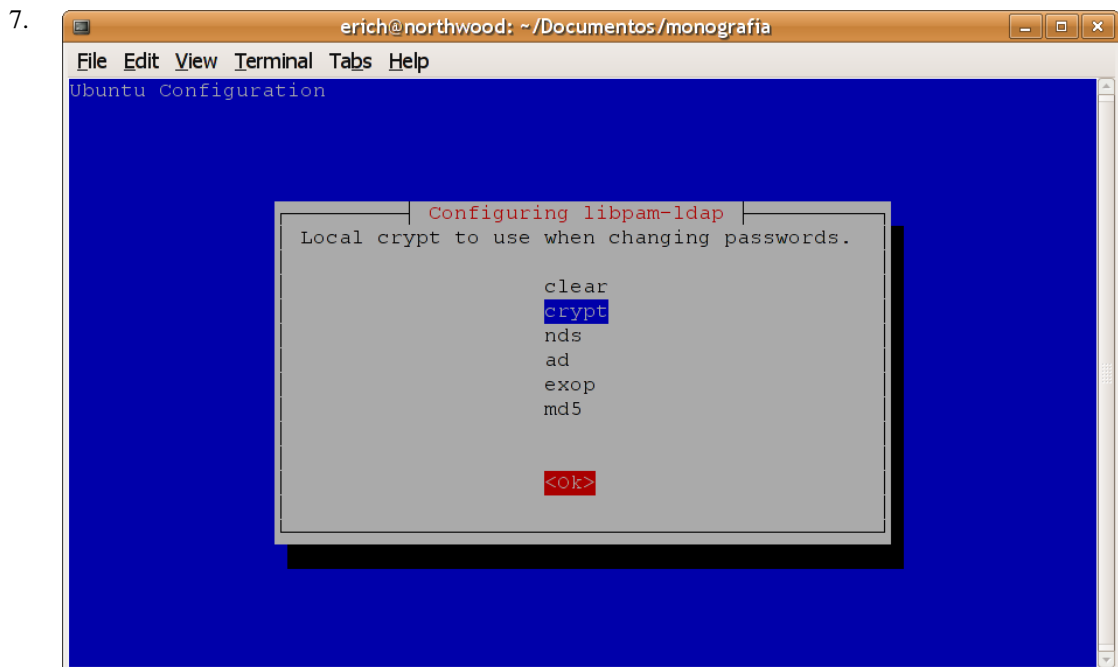 7.
erich@northwood: ~/Documentos/monografia
File Edit View Terminal Tabs Help
Ubuntu Configuration
Configuring libpam-ldap
Local crypt to use when changing passwords.
clear
crypt
nds
ad
exop
md5
<Ok>